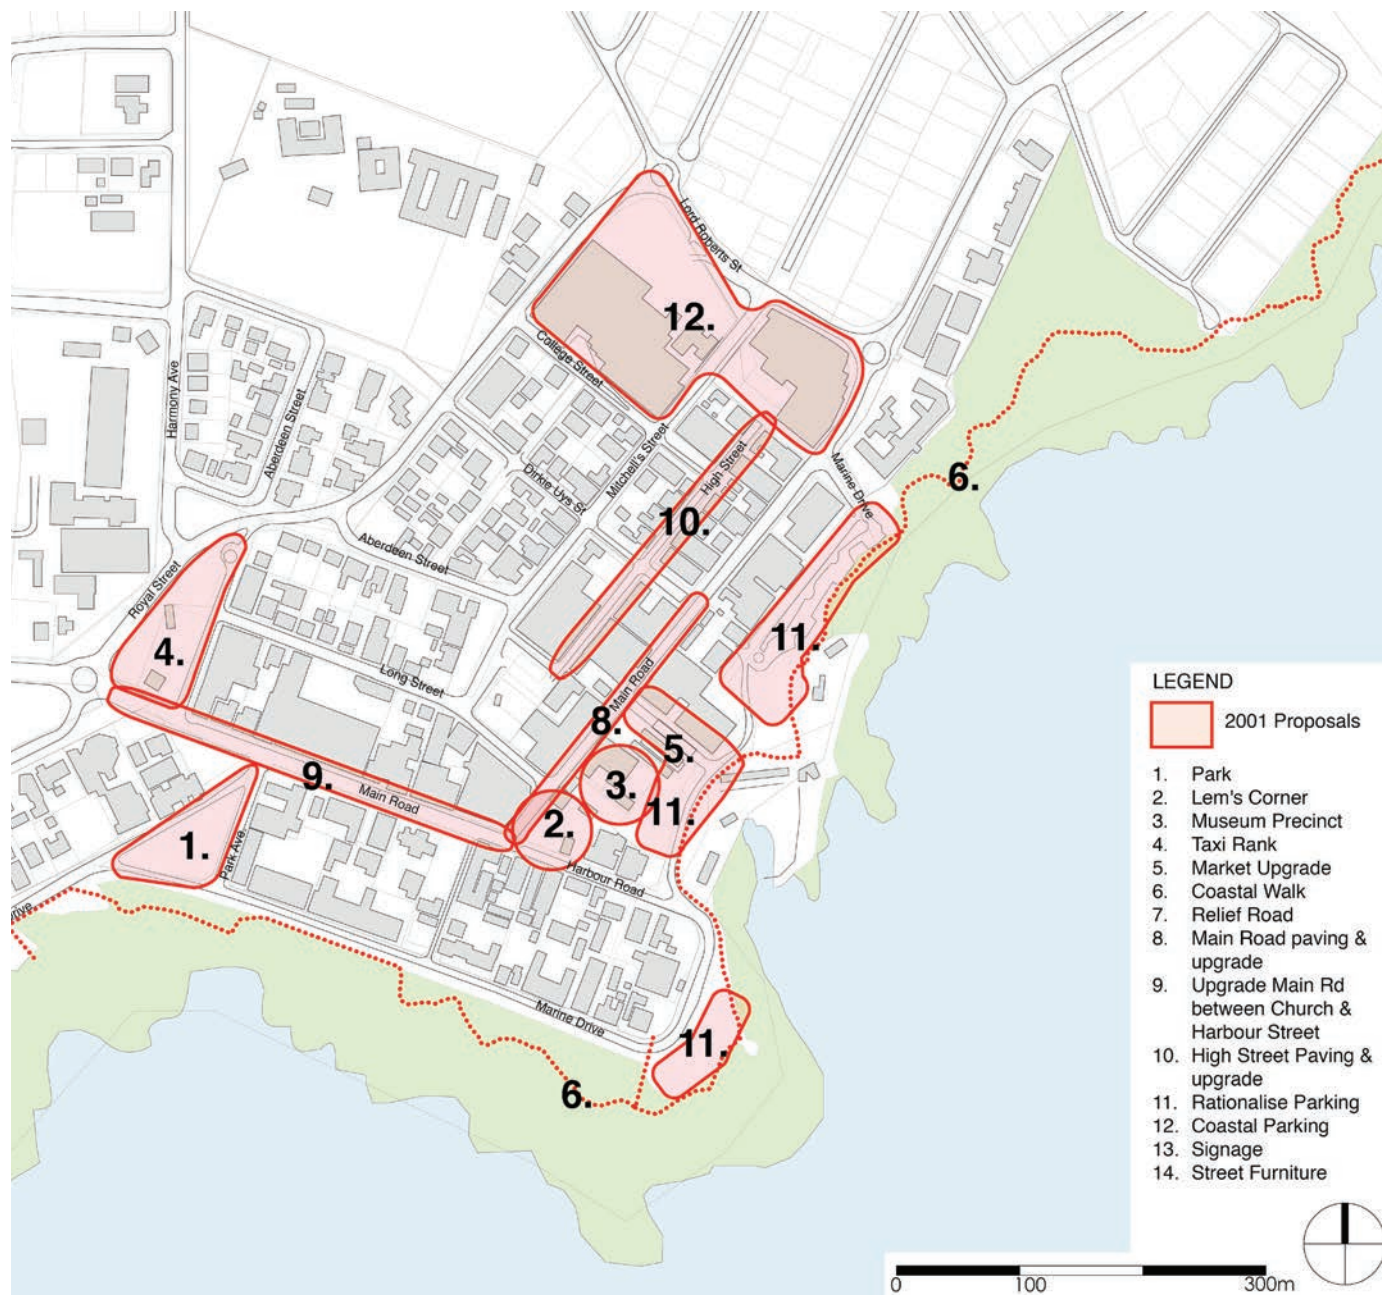 Lord Roberts St
12.
College Street
Harmony Ave
Aberdeen Street
Mitchell's Street
High Street
Dirkie Uys St
Marine Drive
6.
10.
Aberdeen Street
Royal Street
11.
4.
Long Street
Main Road
8.
5.
9.
Main Road
3.
11.
2.
1.
Park Ave.
Harbour Road
Drive
Marine Drive
11.
6.
LEGEND
2001 Proposals
1. Park
2. Lem's Corner
3. Museum Precinct
4. Taxi Rank
5. Market Upgrade
6. Coastal Walk
7. Relief Road
8. Main Road paving &
upgrade
9. Upgrade Main Rd
between Church &
Harbour Street
10. High Street Paving &
upgrade
11. Rationalise Parking
12. Coastal Parking
13. Signage
14. Street Furniture
0 100 300m